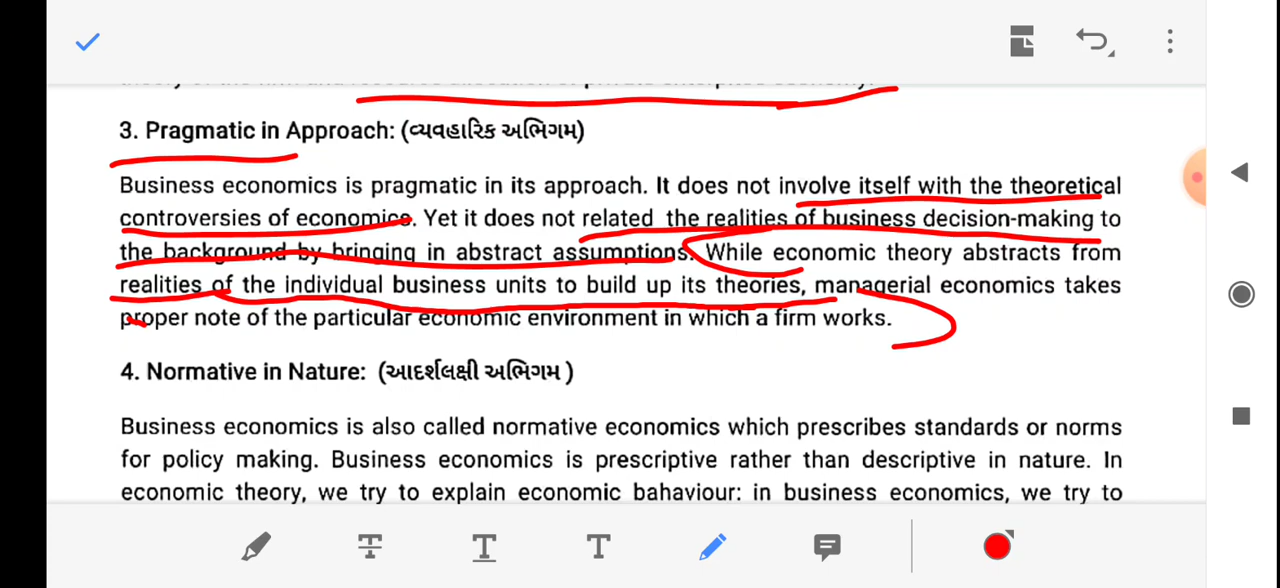 3. Pragmatic in Approach: (વ્યવહારિક અભિગમ)
Business economics is pragmatic in its approach. It does not involve itself with the theoretical
controversies of economics. Yet it does not related the realities of business decision-making to
the background by bringing in abstract assumptions. While economic theory abstracts from
realities of the individual business units to build up its theories, managerial economics takes
proper note of the particular economic environment in which a firm works.
4. Normative in Nature: (આદર્શલક્ષી અભિગમ )
Business economics is also called normative economics which prescribes standards or norms
for policy making. Business economics is prescriptive rather than descriptive in nature. In
economic theory, we try to explain economic bahaviour: in business economics, we try to